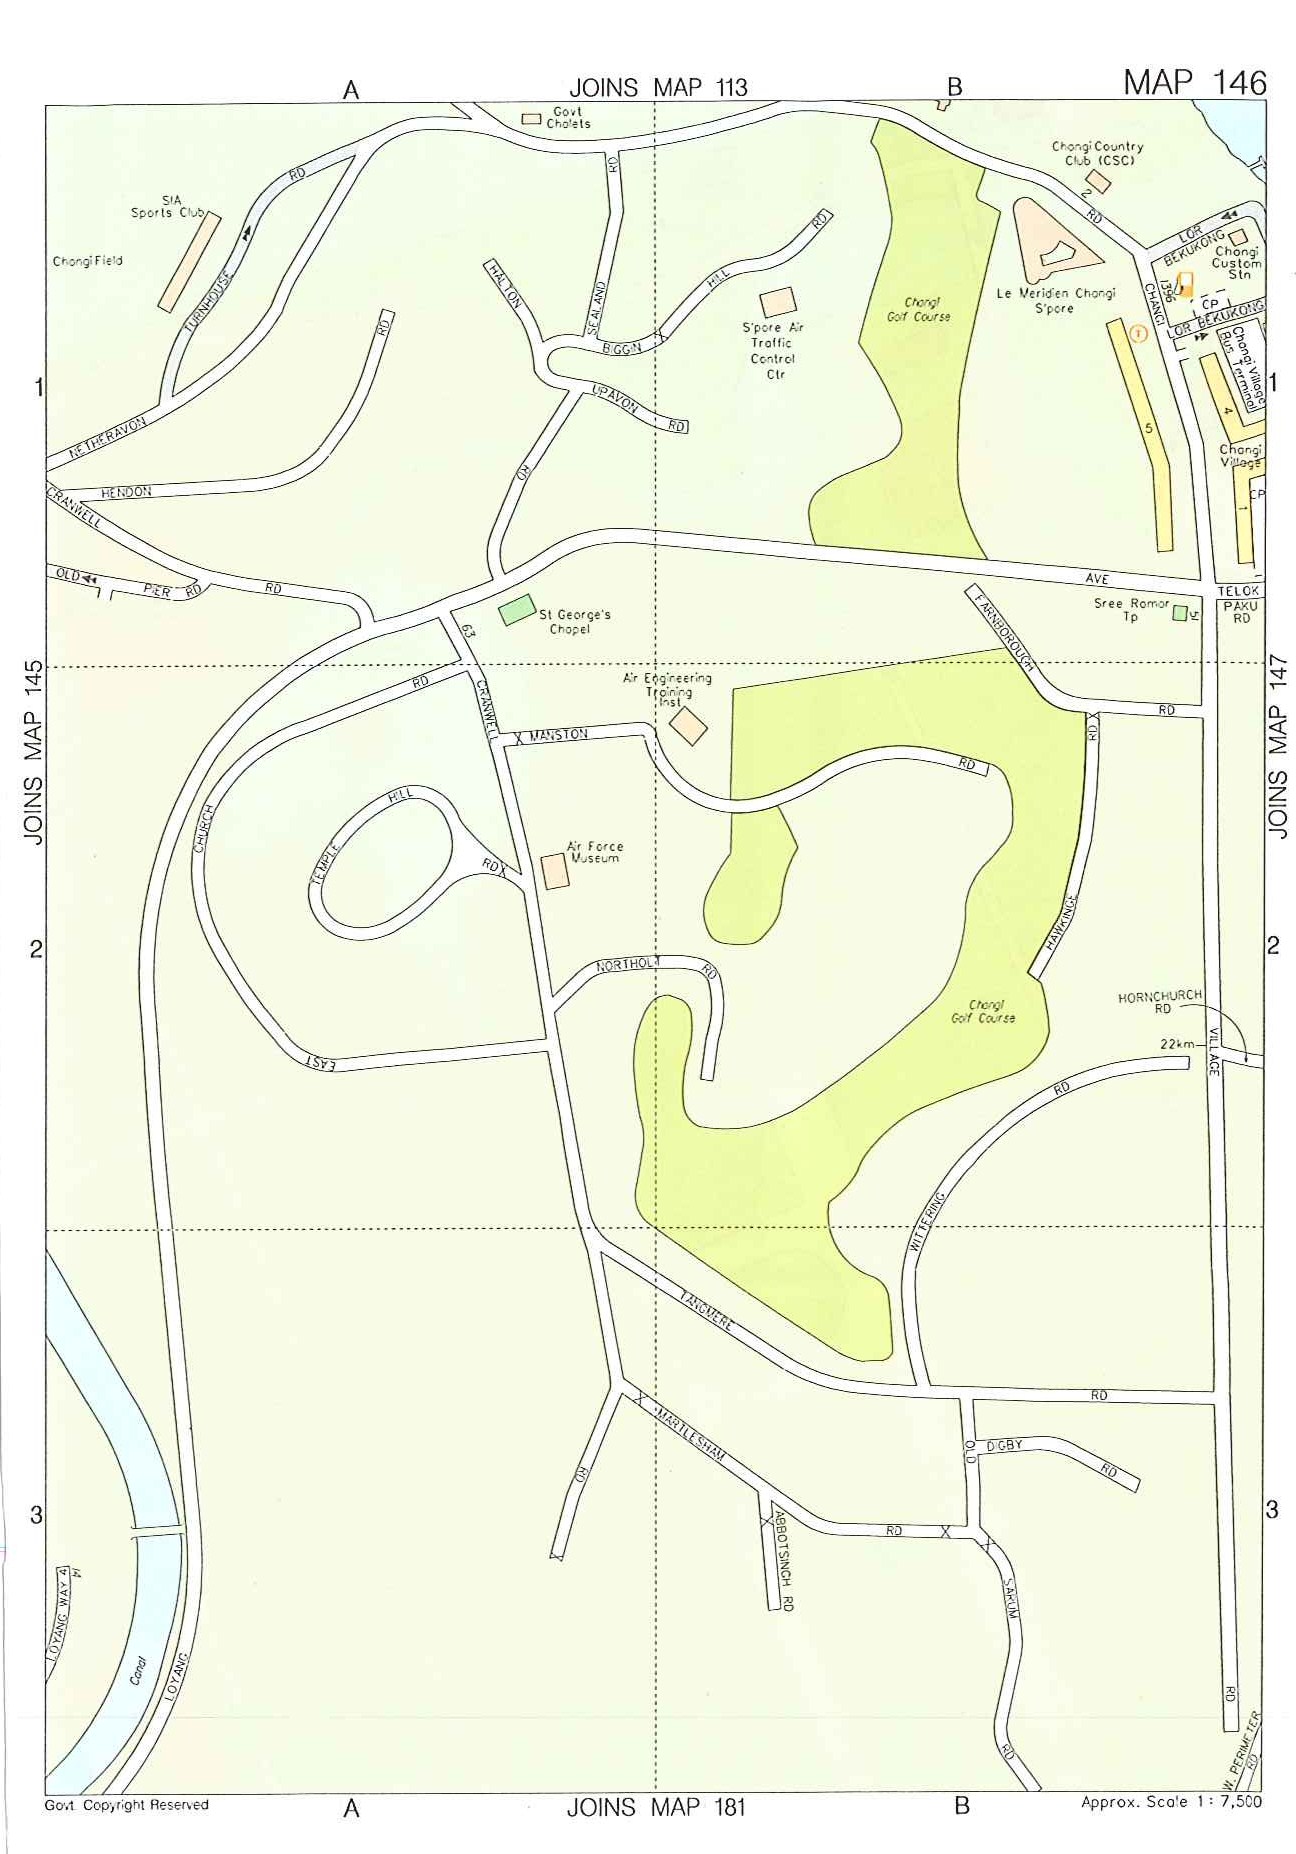 A
JOINS MAP 113
B
MAP 146
Govt
Chalets
Changi Country
Club (CSC)
2
RD
RD
RD
SIA
Sports Club
LOR
BEKUKONG
Changi
Custom
Stn
Changi Field
TURNHOUSE
HALTON
SEALAND
HILL
RD
BIGGIN
Changi
Golf Course
Le Meridien Changi
S'pore
1396
CHANGI
CP
LOR BEKUKONG
S'pore Air
Traffic
Control
Ctr
RD
T
Changi Village
Bus Terminal
1
1
UPAVON
RD
5
4
NETHERAVON
Changi
Village
RD
HENDON
CRANWELL
CP
1
OLD
PIER RD
RD
AVE
TELOK
PAKU
RD
FARNBOROUGH
Sree Ramar
Tp
51
63
St George's
Chapel
JOINS MAP 145
JOINS MAP 147
Air Engineering
Training
Inst
RD
CRANWELL
MANSTON
RD
RD
RD
CHURCH
HILL
TEMPLE
RD
Air Force
Museum
HAWKINGE
2
2
NORTHOLT
RD
Changi
Golf Course
HORNCHURCH
RD
22km
VILLAGE
EAST
RD
WITTERING
TANGMERE
RD
MARTLESHAM
OLD
DIGBY
RD
RD
3
3
RD
ABBOTSINGH RD
LOYANG WAY 4
14
SARUM
Canal
LOYANG
RD
RD
W. PERIMETER
RD
Govt. Copyright Reserved
A
JOINS MAP 181
B
Approx. Scale 1 : 7,500